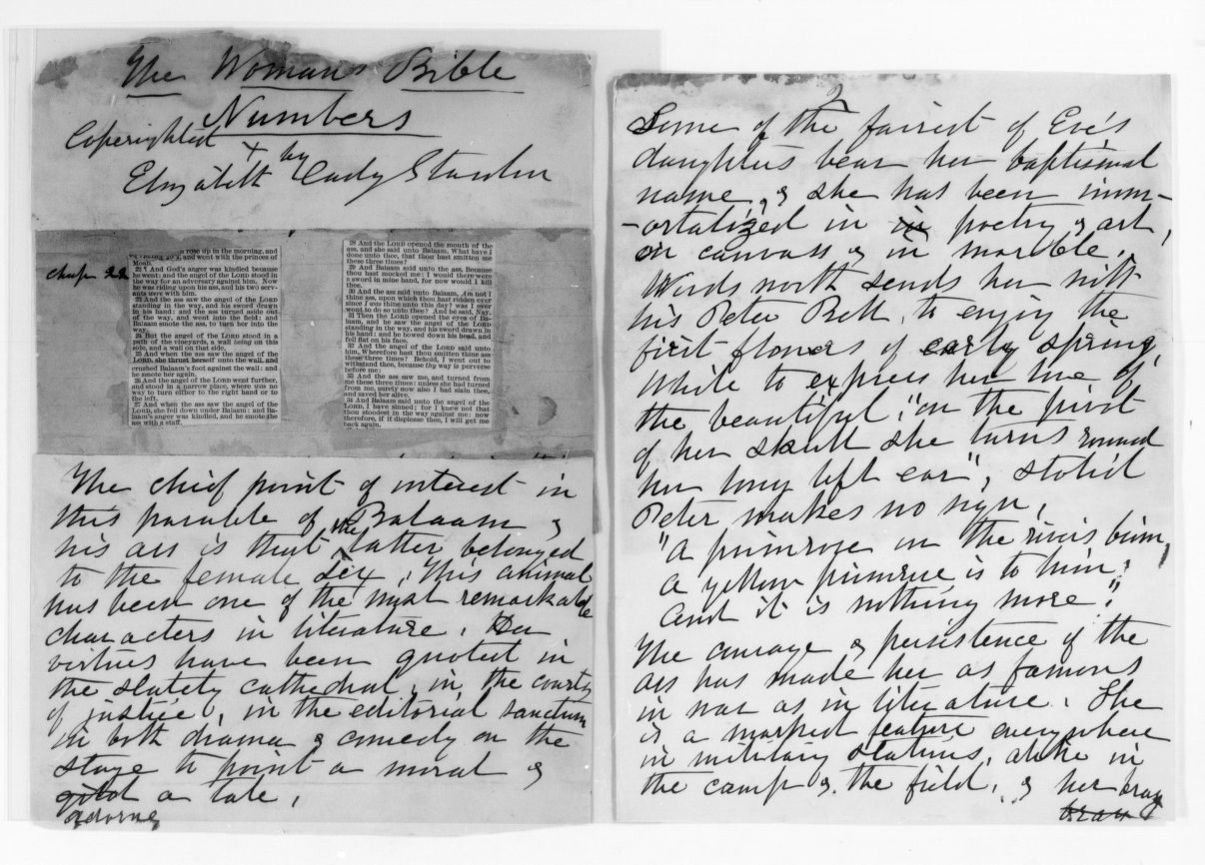 The Woman's Bible
Numbers
Copyrighted
by
Elizabeth Cady Stanton
chap 22
rose up in the morning, and
and went with the princes of
Moab.
22 ¶ And God's anger was kindled because
he went: and the angel of the LORD stood in
the way for an adversary against him. Now
he was riding upon his ass, and his two serv-
ants were with him.
23 And the ass saw the angel of the LORD
standing in the way, and his sword drawn
in his hand: and the ass turned aside out
of the way, and went into the field: and
Balaam smote the ass, to turn her into the
way.
24 But the angel of the LORD stood in a
path of the vineyards, a wall being on this
side, and a wall on that side.
25 And when the ass saw the angel of the
LORD, she thrust herself unto the wall, and
crushed Balaam's foot against the wall: and
he smote her again.
26 And the angel of the LORD went further,
and stood in a narrow place, where was no
way to turn either to the right hand or to
the left.
27 And when the ass saw the angel of the
LORD, she fell down under Balaam: and Ba-
laam's anger was kindled, and he smote the
ass with a staff.
28 And the LORD opened the mouth of the
ass, and she said unto Balaam, What have I
done unto thee, that thou hast smitten me
these three times?
29 And Balaam said unto the ass, Because
thou hast mocked me: I would there were
a sword in mine hand, for now would I kill
thee.
30 And the ass said unto Balaam, Am not I
thine ass, upon which thou hast ridden ever
since I was thine unto this day? was I ever
wont to do so unto thee? And he said, Nay.
31 Then the LORD opened the eyes of Ba-
laam, and he saw the angel of the LORD
standing in the way, and his sword drawn in
his hand: and he bowed down his head, and
fell flat on his face.
32 And the angel of the LORD said unto
him, Wherefore hast thou smitten thine ass
these three times? Behold, I went out to
withstand thee, because thy way is perverse
before me:
33 And the ass saw me, and turned from
me these three times: unless she had turned
from me, surely now also I had slain thee,
and saved her alive.
34 And Balaam said unto the angel of the
LORD, I have sinned; for I knew not that
thou stoodest in the way against me: now
therefore, if it displease thee, I will get me
back again.
The chief point of interest in
this parable of Balaam &
his ass is that the latter belonged
to the female sex. This animal
has been one of the most remarkable
characters in literature. Her
virtues have been quoted in
the stately cathedral, in the courts
of justice, in the editorial sanctum
in both drama & comedy on the
stage to point a moral &
gild a tale,
adorn
2
Some of the fairest of Eve's
daughters bear her baptismal
name, & she has been imm-
-ortalized in in poetry & art,
on canvass & in marble.
Wordsworth sends her with
his Peter Bell, to enjoy the
first flowers of early spring,
While to express her love of
the beautiful "on the pivot
of her skull she turns round
her long left ear", stolid
Peter makes no sign,
"A primrose on the rivers brim,
a yellow primrose is to him;
and it is nothing more."
The courage & persistence of the
ass has made her as famous
in war as in literature. She
is a marked feature everywhere
in military stations, alike in
the camp & the field, & her bray
bray